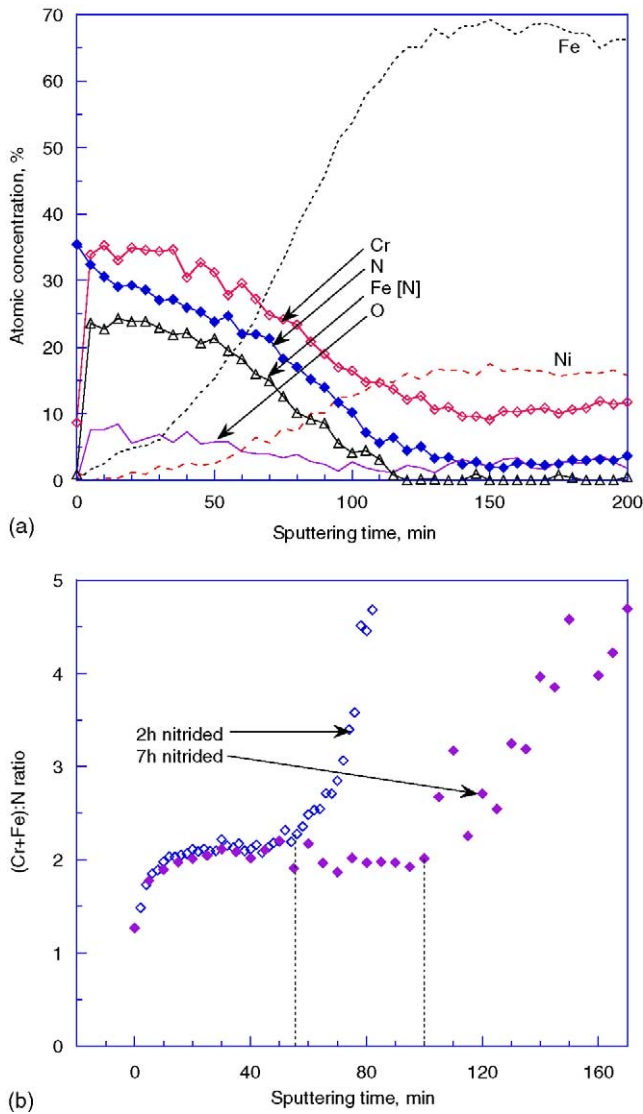 70
60
50
40
30
20
10
0
Atomic concentration, %
Fe
Cr
N
Fe [N]
O
Ni
0 50 100 150 200
Sputtering time, min
(a)
5
4
3
2
1
0
(Cr+Fe):N ratio
2h nitrided
7h nitrided
0 40 80 120 160
Sputtering time, min
(b)